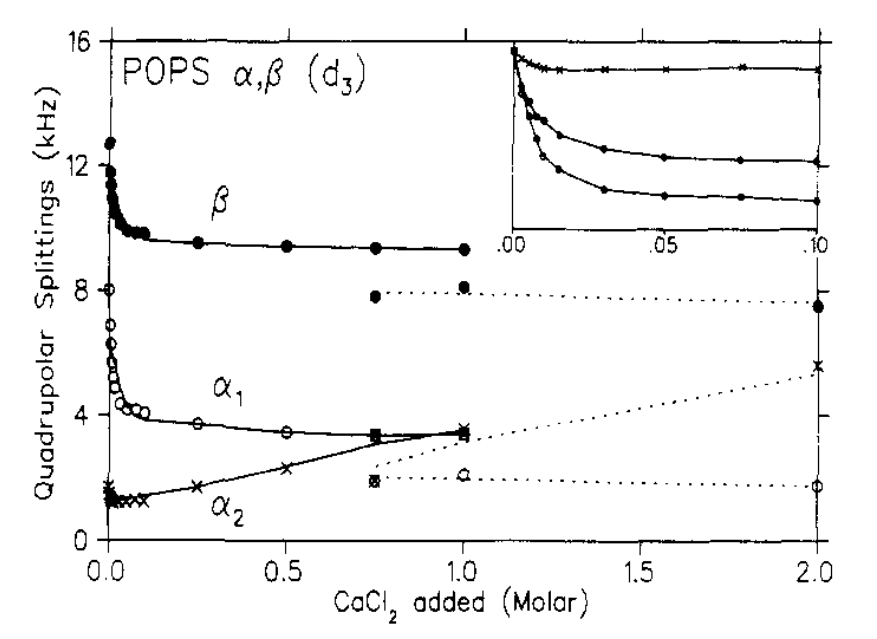 16
POPS α,β (d₃)
12
8
4
0
Quadrupolar Splittings (kHz)
β
α₁
α₂
.00
.05
.10
0.0
0.5
1.0
1.5
2.0
CaCl₂ added (Molar)